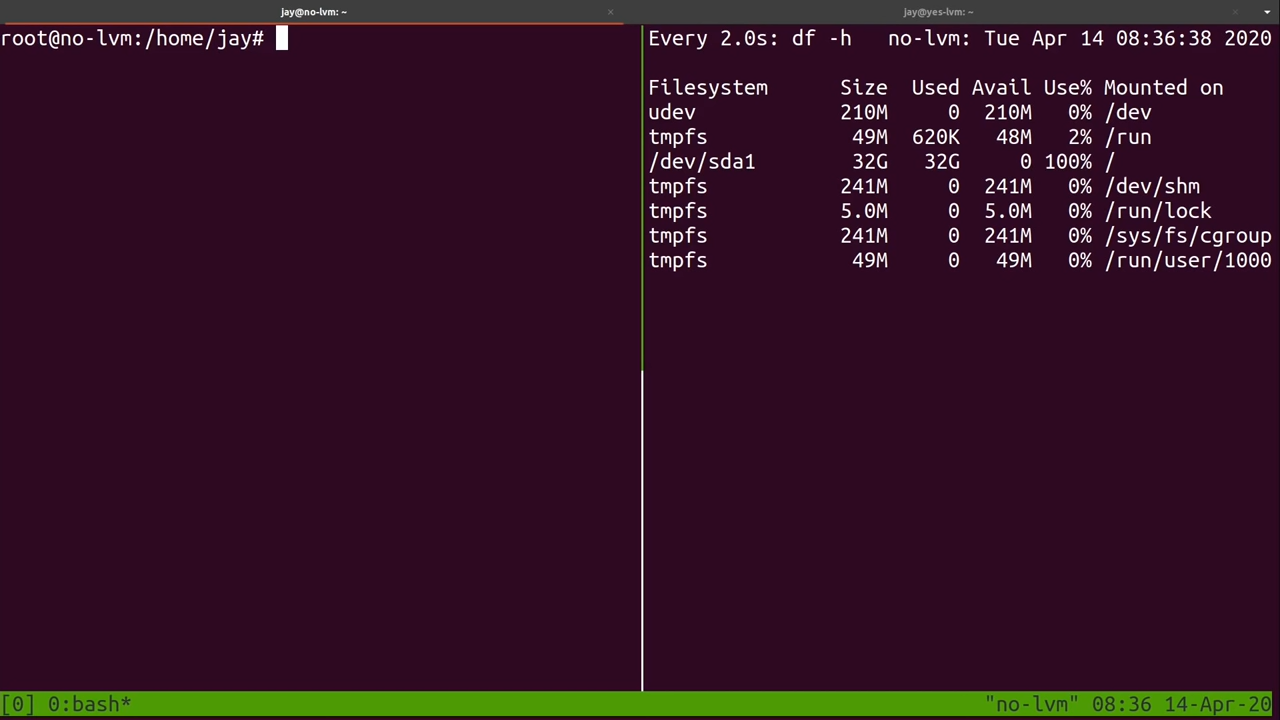 jay@no-lvm: ~ × jay@yes-lvm: ~ ×
root@no-lvm:/home/jay#
Every 2.0s: df -h   no-lvm: Tue Apr 14 08:36:38 2020
Filesystem      Size  Used Avail Use% Mounted on
udev            210M     0  210M   0% /dev
tmpfs            49M  620K   48M   2% /run
/dev/sda1        32G   32G     0 100% /
tmpfs           241M     0  241M   0% /dev/shm
tmpfs           5.0M     0  5.0M   0% /run/lock
tmpfs           241M     0  241M   0% /sys/fs/cgroup
tmpfs            49M     0   49M   0% /run/user/1000
[0] 0:bash* "no-lvm" 08:36 14-Apr-20